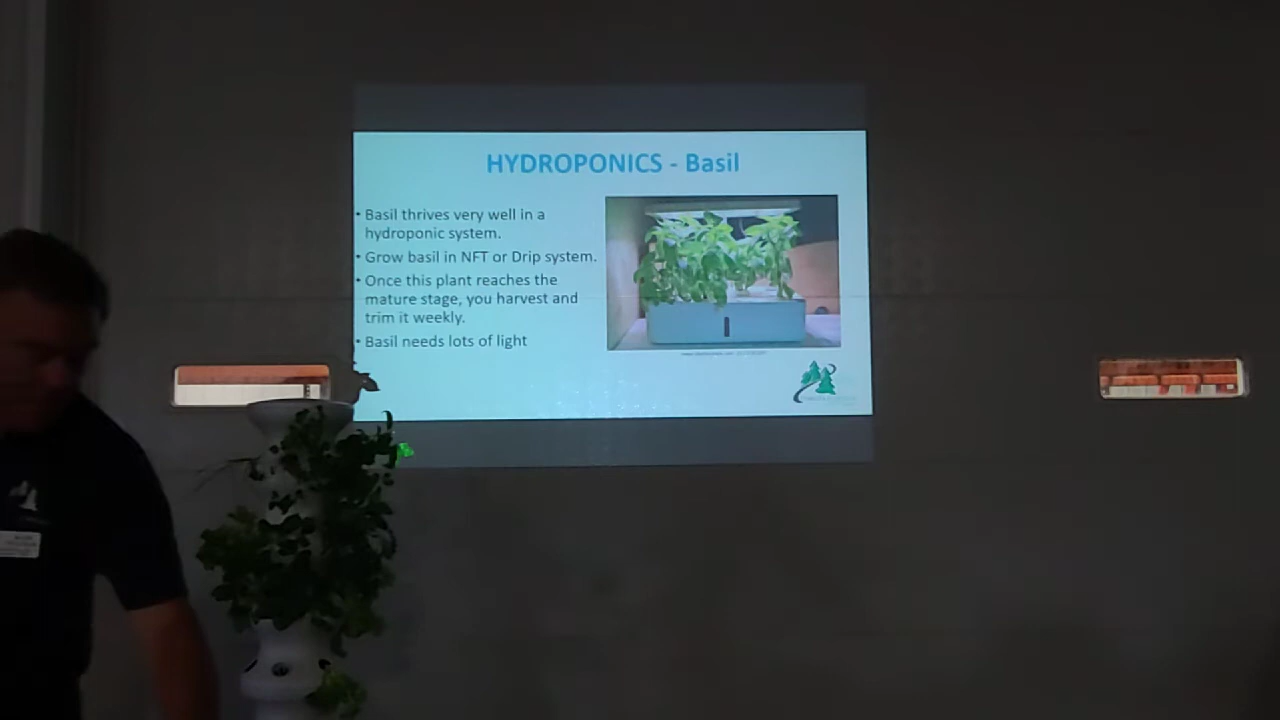 HYDROPONICS - Basil
• Basil thrives very well in a
hydroponic system.
• Grow basil in NFT or Drip system.
• Once this plant reaches the
mature stage, you harvest and
trim it weekly.
• Basil needs lots of light